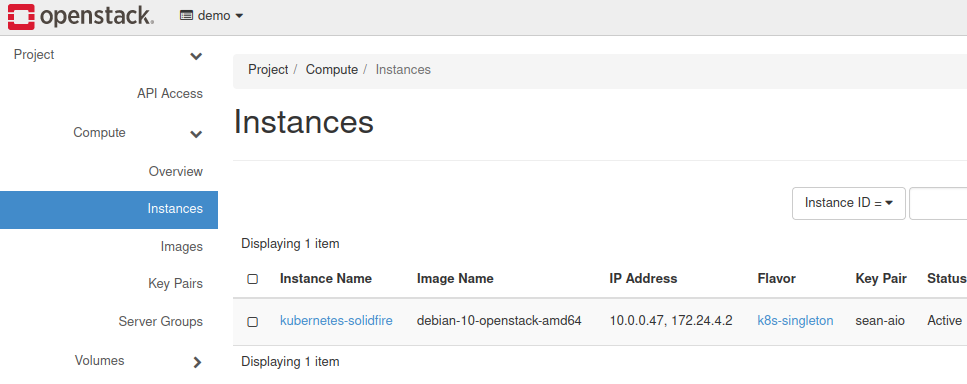 openstack. demo
Project
API Access
Compute
Overview
Instances
Images
Key Pairs
Server Groups
Volumes
Project / Compute / Instances
Instances
Instance ID =
Displaying 1 item
Instance Name Image Name IP Address Flavor Key Pair Status
kubernetes-solidfire debian-10-openstack-amd64 10.0.0.47, 172.24.4.2 k8s-singleton sean-aio Active
Displaying 1 item